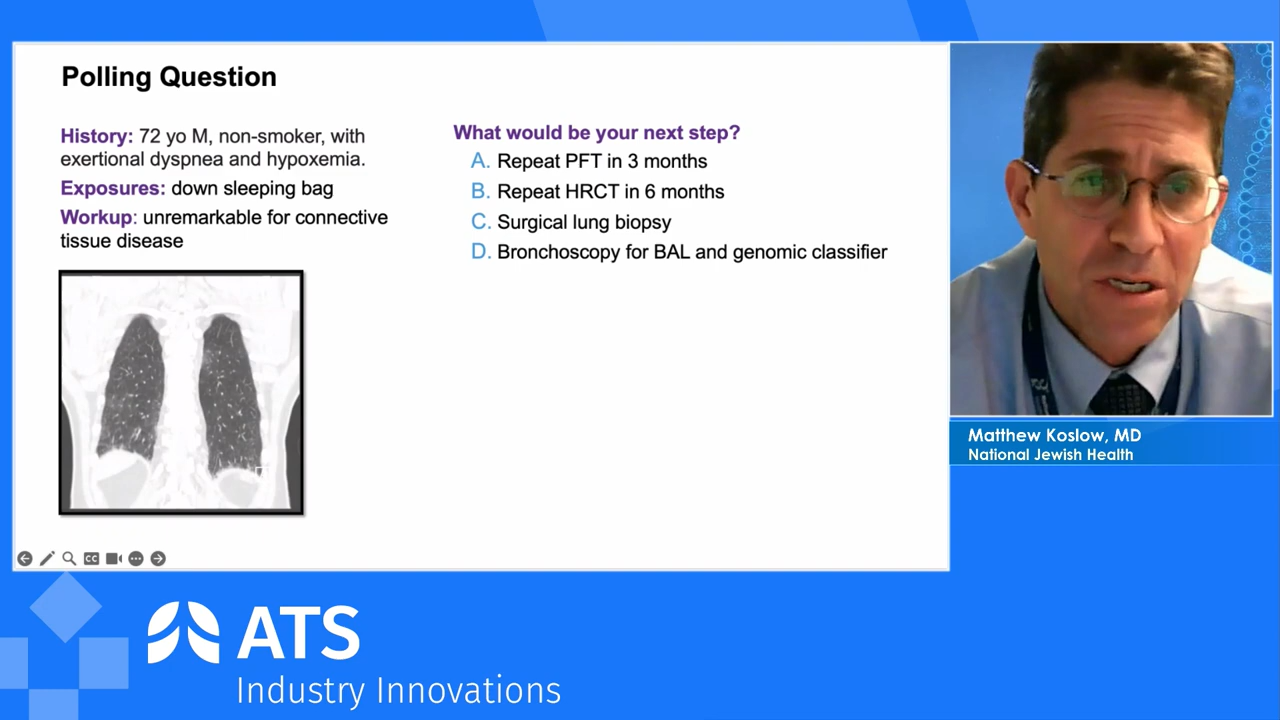 Polling Question
History: 72 yo M, non-smoker, with
exertional dyspnea and hypoxemia.
Exposures: down sleeping bag
Workup: unremarkable for connective
tissue disease
What would be your next step?
A. Repeat PFT in 3 months
B. Repeat HRCT in 6 months
C. Surgical lung biopsy
D. Bronchoscopy for BAL and genomic classifier
CC
Matthew Koslow, MD
National Jewish Health
ATS
Industry Innovations